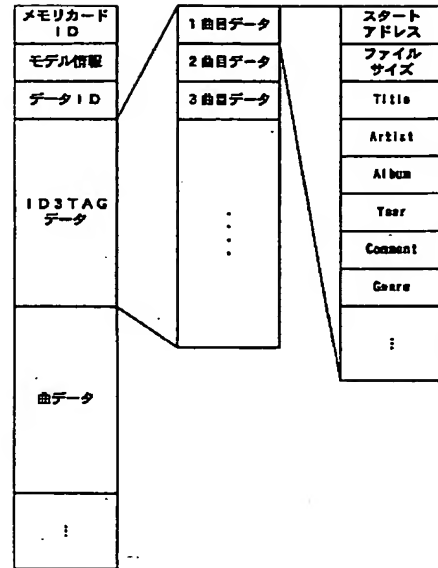 メモリカード
ID
モデル情報
データID
ID3TAG
データ
曲データ
⋮
1曲目データ
2曲目データ
3曲目データ
⋮
スタート
アドレス
ファイル
サイズ
Title
Artist
Album
Year
Comment
Genre
⋮